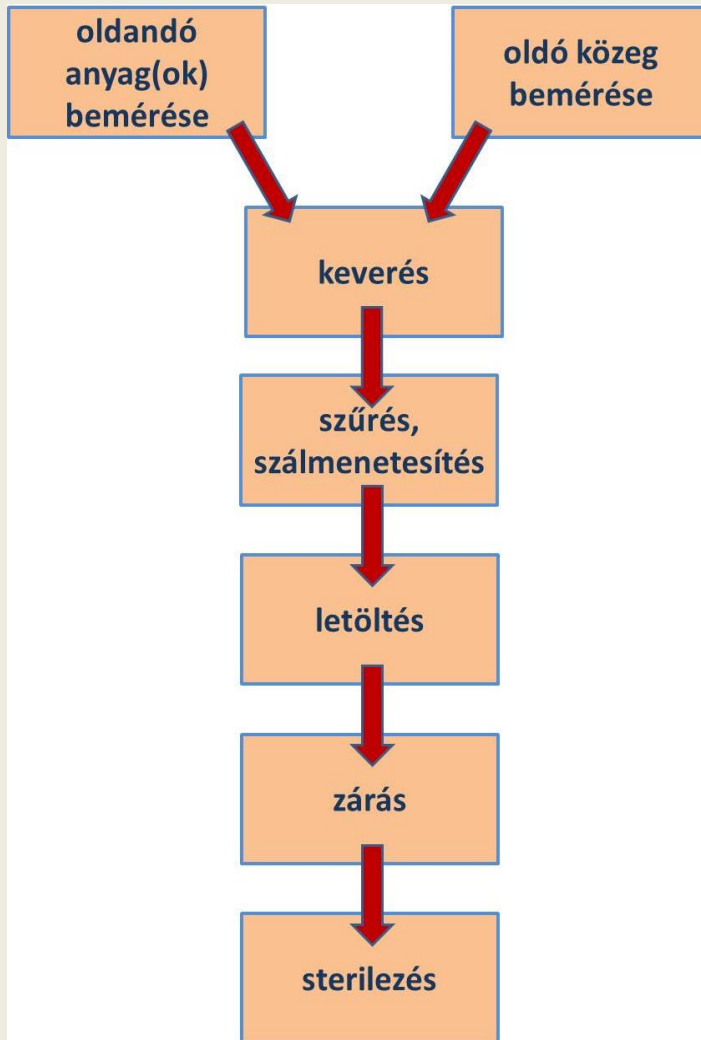 oldandó
anyag(ok)
bemérése
oldó közeg
bemérése
keverés
szűrés,
szálmenetesítés
letöltés
zárás
sterilezés